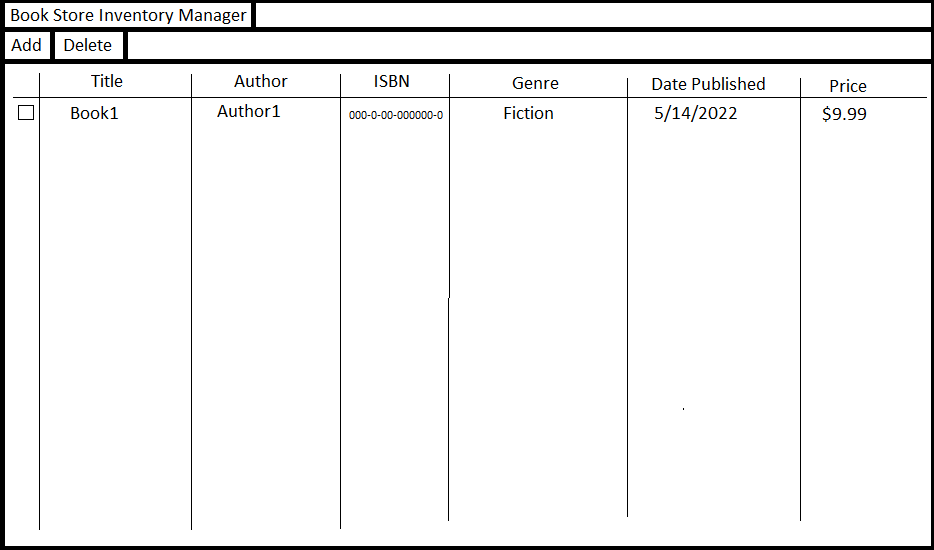 Book Store Inventory Manager
Add Delete
Title Author ISBN Genre Date Published Price
Book1 Author1 000-0-00-000000-0 Fiction 5/14/2022 $9.99